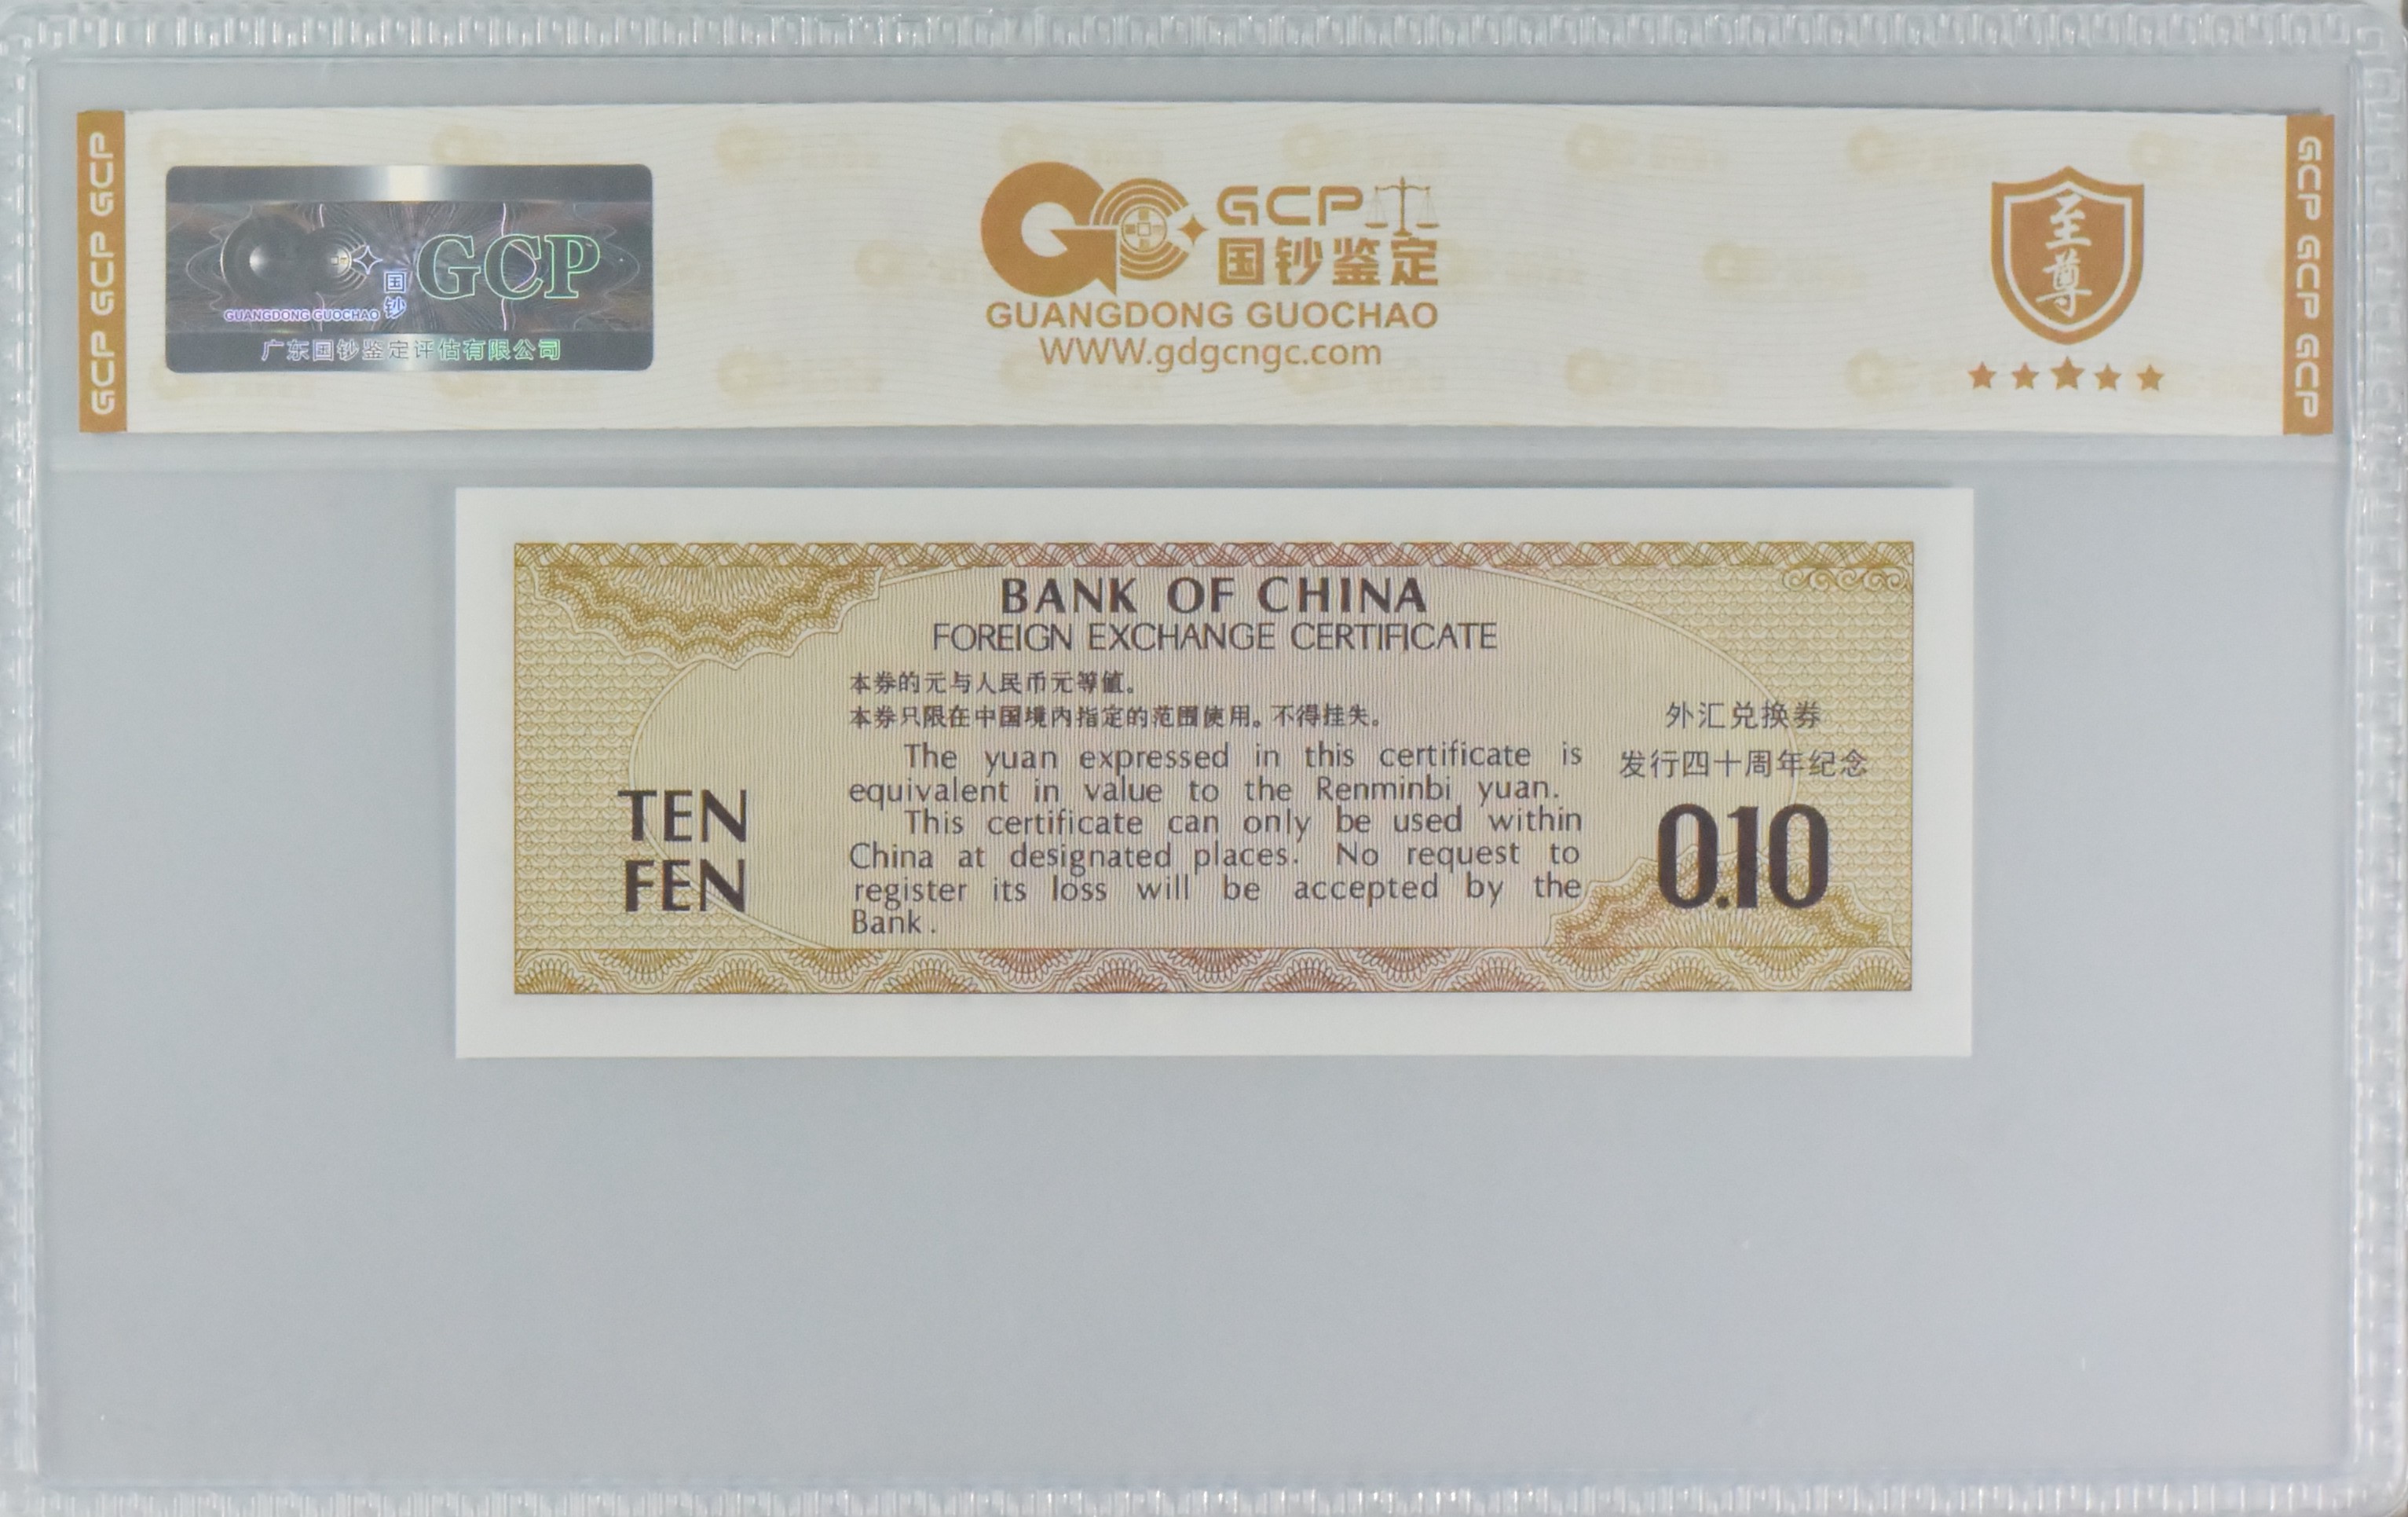 GCP GCP GCP
国钞
GCP
GUANGDONG GUOCHAO
广东国钞鉴定评估有限公司
GCP
国钞鉴定
GUANGDONG GUOCHAO
WWW.gdgcngc.com
至尊
GCP GCP GCP
BANK OF CHINA
FOREIGN EXCHANGE CERTIFICATE
本券的元与人民币元等值。
本券只限在中国境内指定的范围使用。不得挂失。
The yuan expressed in this certificate is
equivalent in value to the Renminbi yuan.
This certificate can only be used within
China at designated places. No request to
register its loss will be accepted by the
Bank.
TEN
FEN
外汇兑换券
发行四十周年纪念
0.10